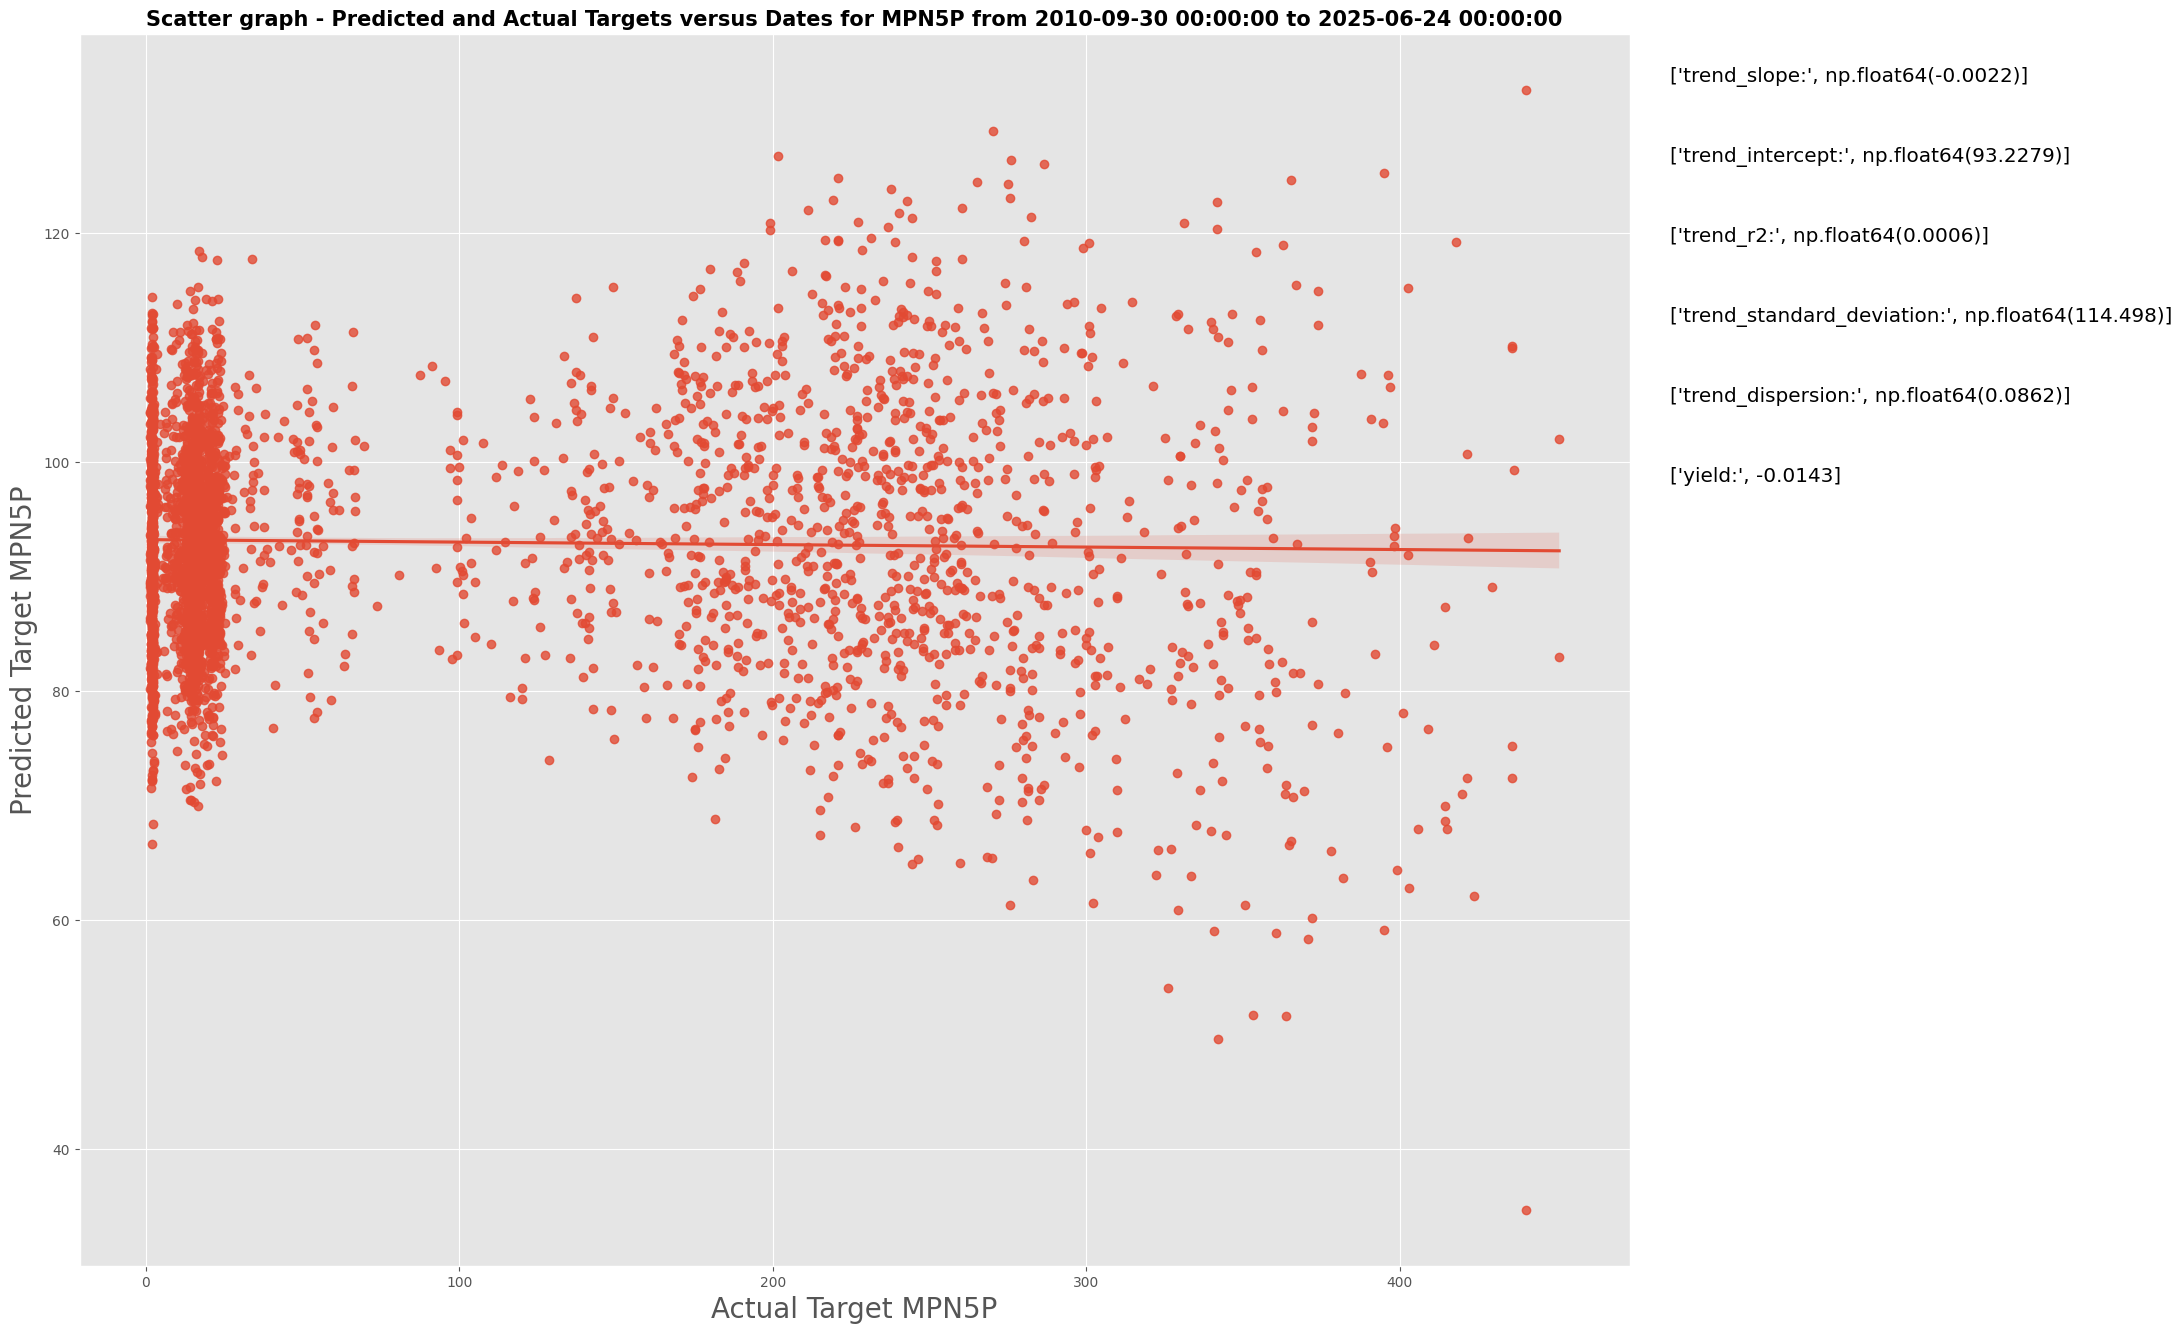 Scatter graph - Predicted and Actual Targets versus Dates for MPN5P from 2010-09-30 00:00:00 to 2025-06-24 00:00:00
['trend_slope:', np.float64(-0.0022)]
['trend_intercept:', np.float64(93.2279)]
['trend_r2:', np.float64(0.0006)]
['trend_standard_deviation:', np.float64(114.498)]
['trend_dispersion:', np.float64(0.0862)]
['yield:', -0.0143]
Predicted Target MPN5P
120
100
80
60
40
0 100 200 300 400
Actual Target MPN5P